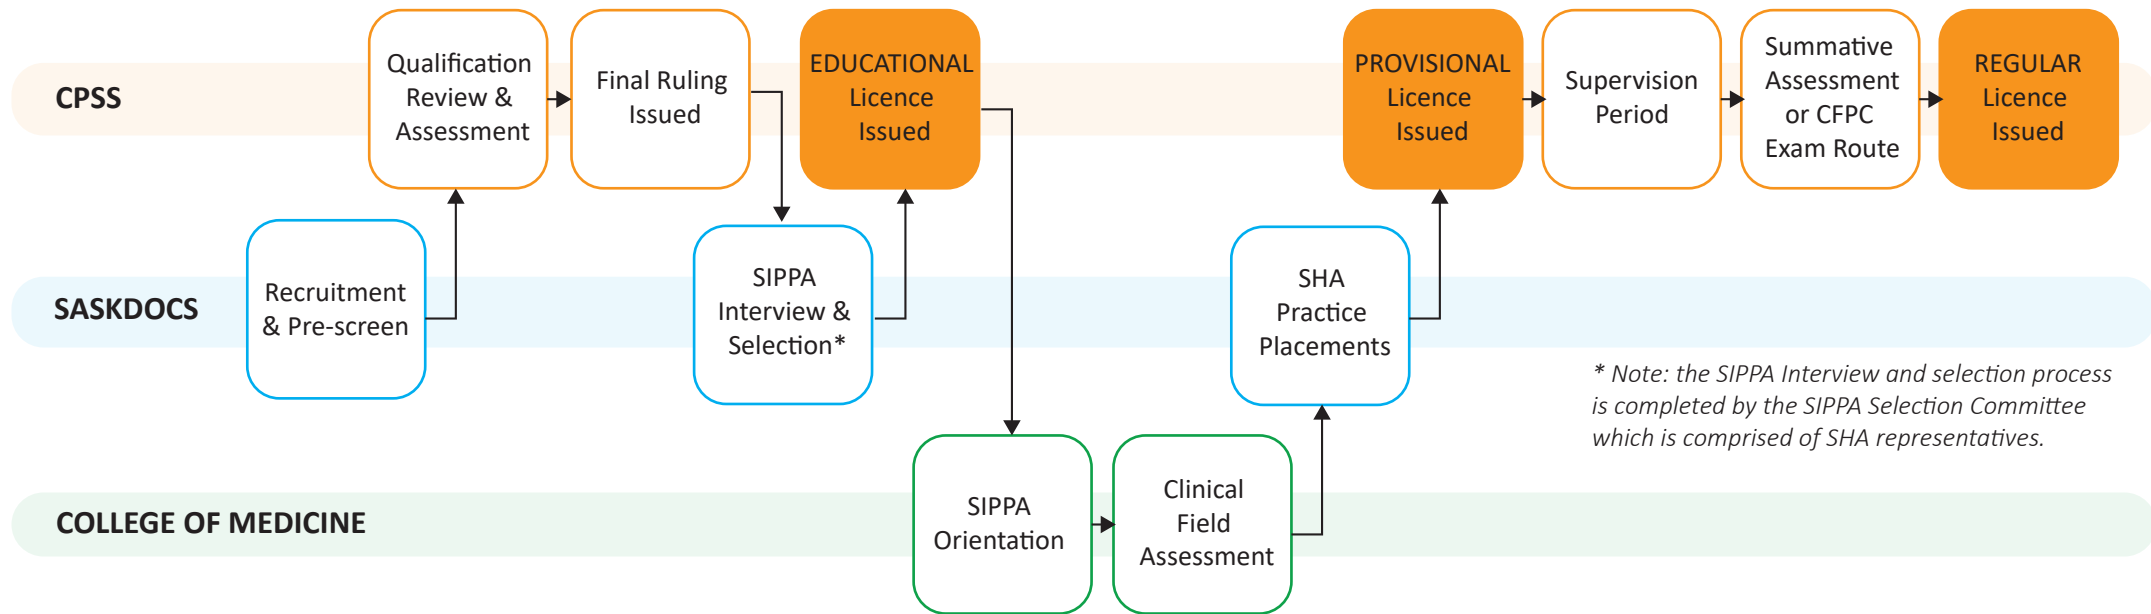 CPSS
Qualification
Review &
Assessment
Final Ruling
Issued
EDUCATIONAL
Licence
Issued
PROVISIONAL
Licence
Issued
Supervision
Period
Summative
Assessment
or CFPC
Exam Route
REGULAR
Licence
Issued
SASKDOCS
Recruitment
& Pre-screen
SIPPA
Interview &
Selection*
SHA
Practice
Placements
* Note: the SIPPA Interview and selection process
is completed by the SIPPA Selection Committee
which is comprised of SHA representatives.
COLLEGE OF MEDICINE
SIPPA
Orientation
Clinical
Field
Assessment